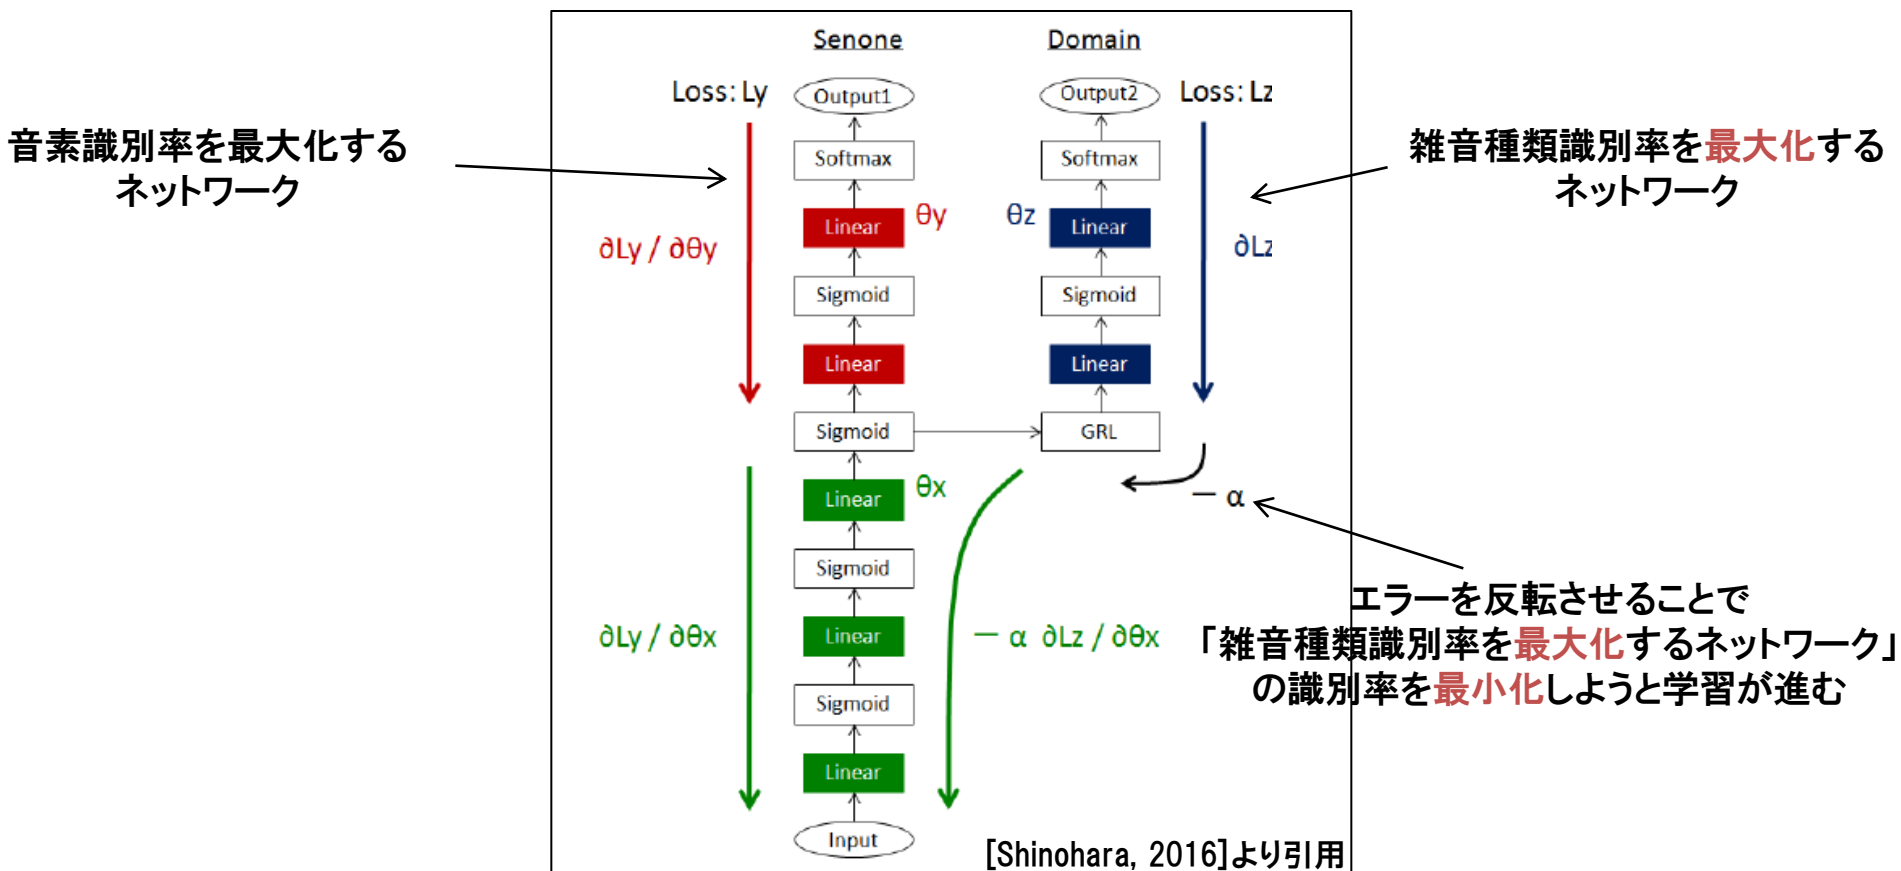 Senone
Domain
Loss: Ly
Output1
Output2
Loss: Lz
音素識別率を最大化する
ネットワーク
雑音種類識別率を最大化する
ネットワーク
Softmax
Softmax
Linear
θy
θz
Linear
∂Ly / ∂θy
∂Lz
Sigmoid
Sigmoid
Linear
Linear
Sigmoid
GRL
Linear
θx
− α
Sigmoid
エラーを反転させることで
「雑音種類識別率を最大化するネットワーク」
の識別率を最小化しようと学習が進む
∂Ly / ∂θx
Linear
− α ∂Lz / ∂θx
Sigmoid
Linear
Input
[Shinohara, 2016]より引用